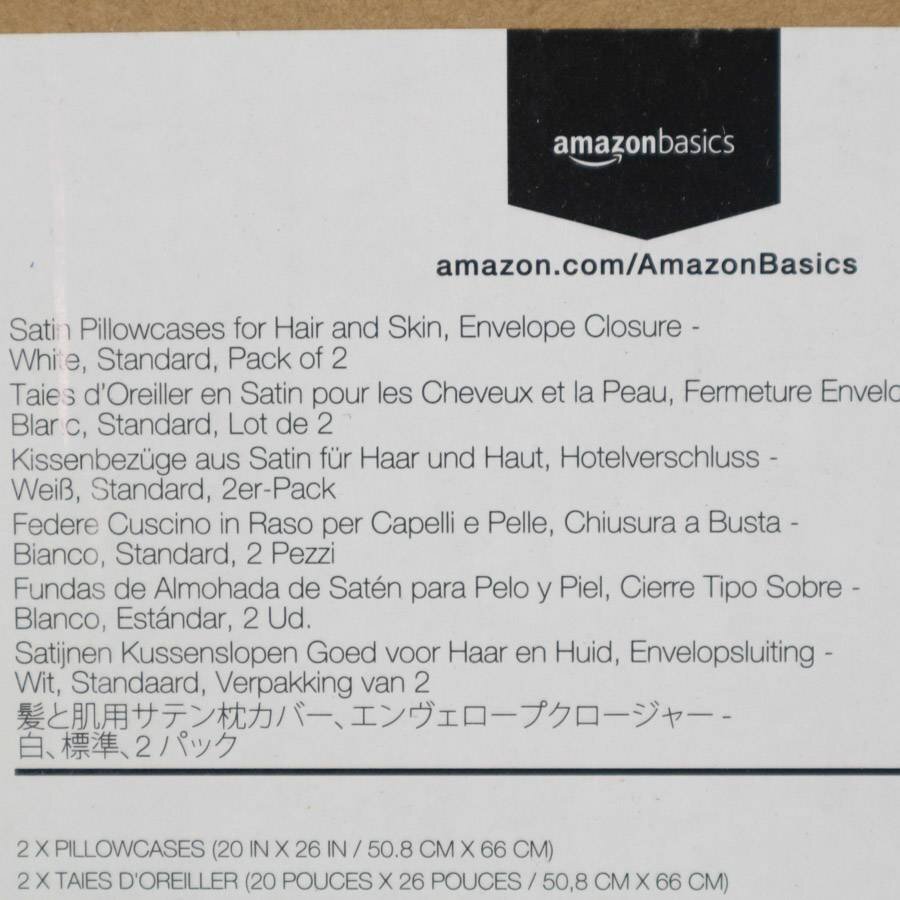 amazonbasics
amazon.com/AmazonBasics
Satin Pillowcases for Hair and Skin, Envelope Closure -
White, Standard, Pack of 2
Taies d'Oreiller en Satin pour les Cheveux et la Peau, Fermeture Envelo
Blanc, Standard, Lot de 2
Kissenbezüge aus Satin für Haar und Haut, Hotelverschluss -
Weiß, Standard, 2er-Pack
Federe Cuscino in Raso per Capelli e Pelle, Chiusura a Busta -
Bianco, Standard, 2 Pezzi
Fundas de Almohada de Satén para Pelo y Piel, Cierre Tipo Sobre -
Blanco, Estándar, 2 Ud.
Satijnen Kussenslopen Goed voor Haar en Huid, Envelopsluiting -
Wit, Standaard, Verpakking van 2
髪と肌用サテン枕カバー、エンヴェロープクロージャー -
白、標準、2 パック
2 X PILLOWCASES (20 IN X 26 IN / 50.8 CM X 66 CM)
2 X TAIES D'OREILLER (20 POUCES X 26 POUCES / 50,8 CM X 66 CM)